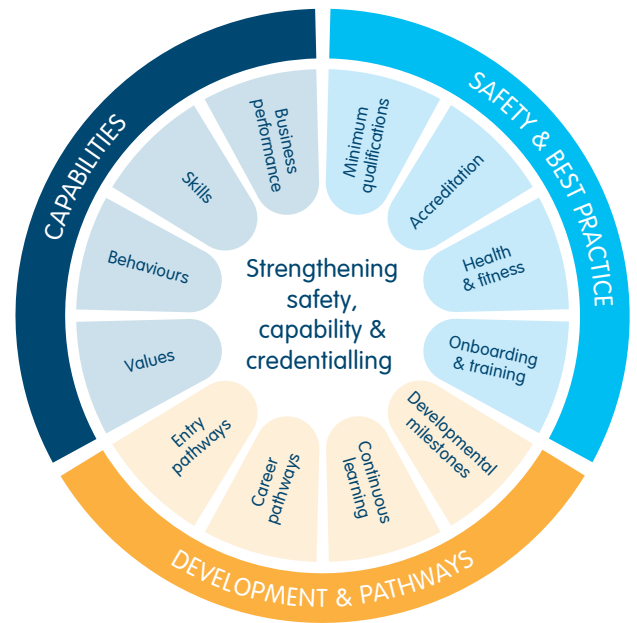 CAPABILITIES
SAFETY & BEST PRACTICE
DEVELOPMENT & PATHWAYS
Strengthening
safety,
capability &
credentialling
Minimum
qualifications
Accreditation
Health
& fitness
Onboarding
& training
Developmental
milestones
Continuous
learning
Career
pathways
Entry
pathways
Values
Behaviours
Skills
Business
performance